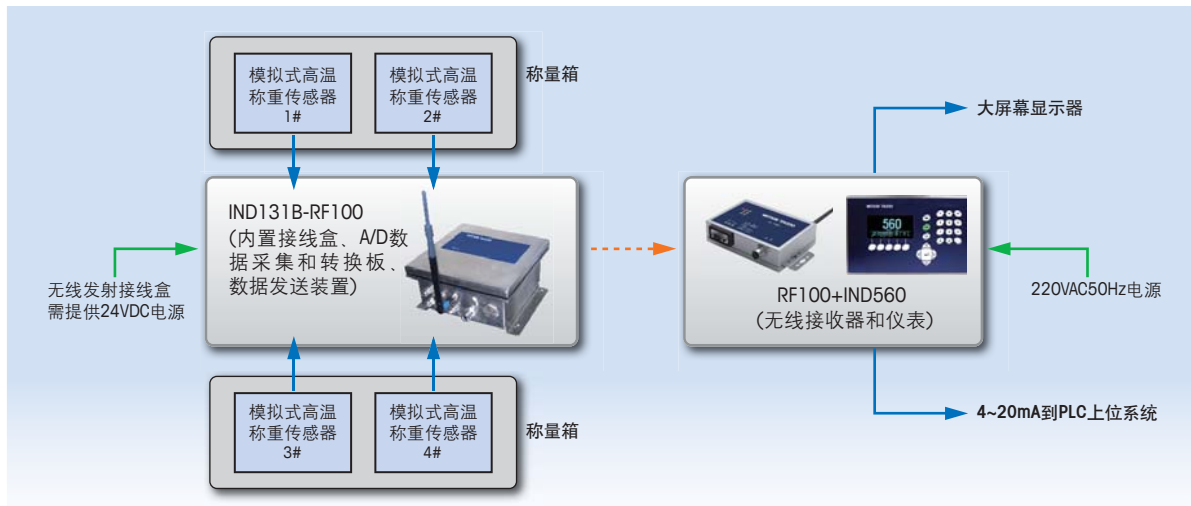 模拟式高温
称重传感器
1#
模拟式高温
称重传感器
2#
称量箱
大屏幕显示器
IND131B-RF100
(内置接线盒、A/D数
据采集和转换板、
数据发送装置)
METTLER TOLEDO
560
无线发射接线盒
需提供24VDC电源
RF100+IND560
(无线接收器和仪表)
220VAC50Hz电源
模拟式高温
称重传感器
3#
模拟式高温
称重传感器
4#
称量箱
4~20mA到PLC上位系统